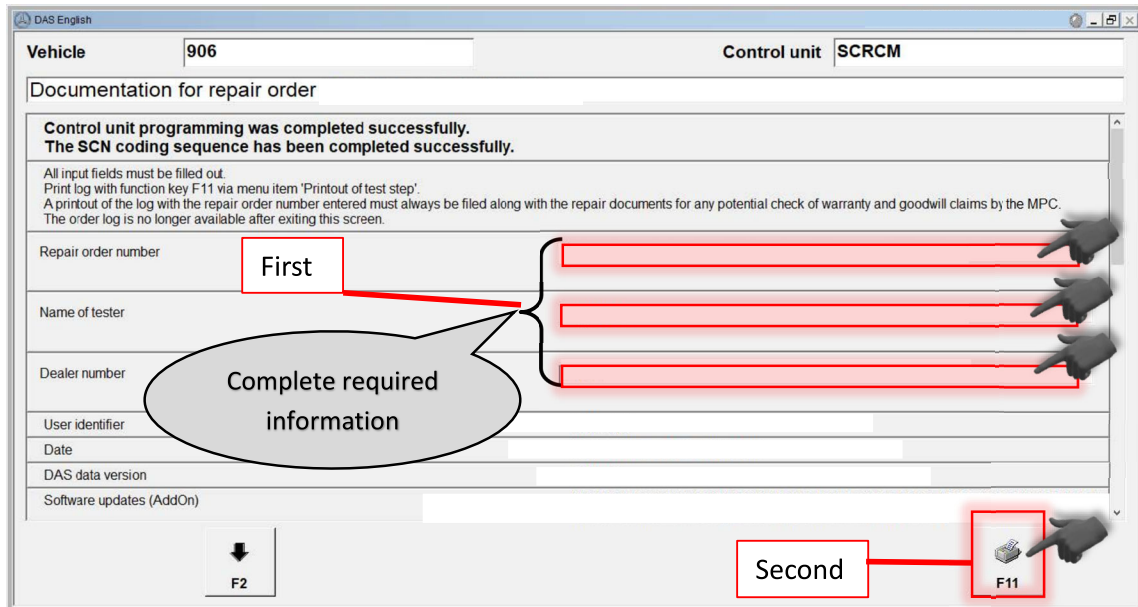 DAS English
Vehicle 906 Control unit SCRCM
Documentation for repair order
Control unit programming was completed successfully.
The SCN coding sequence has been completed successfully.
All input fields must be filled out.
Print log with function key F11 via menu item 'Printout of test step'.
A printout of the log with the repair order number entered must always be filed along with the repair documents for any potential check of warranty and goodwill claims by the MPC.
The order log is no longer available after exiting this screen.
Repair order number
First
Name of tester
Dealer number
Complete required
information
User identifier
Date
DAS data version
Software updates (AddOn)
F2
Second
F11